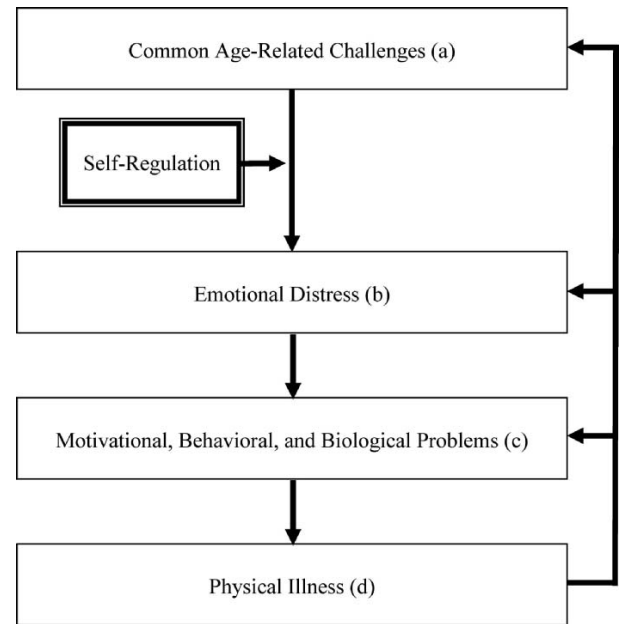 Common Age-Related Challenges (a)
Self-Regulation
Emotional Distress (b)
Motivational, Behavioral, and Biological Problems (c)
Physical Illness (d)